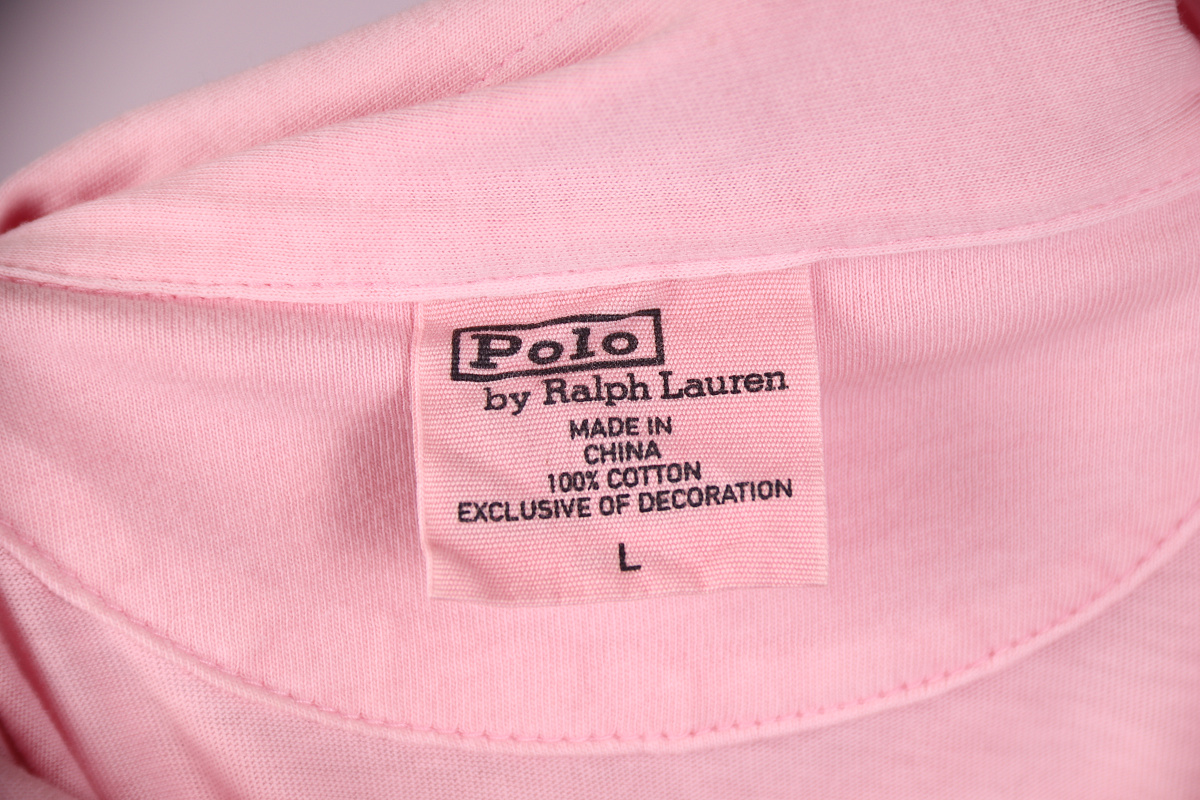 Polo
by Ralph Lauren
MADE IN
CHINA
100% COTTON
EXCLUSIVE OF DECORATION
L